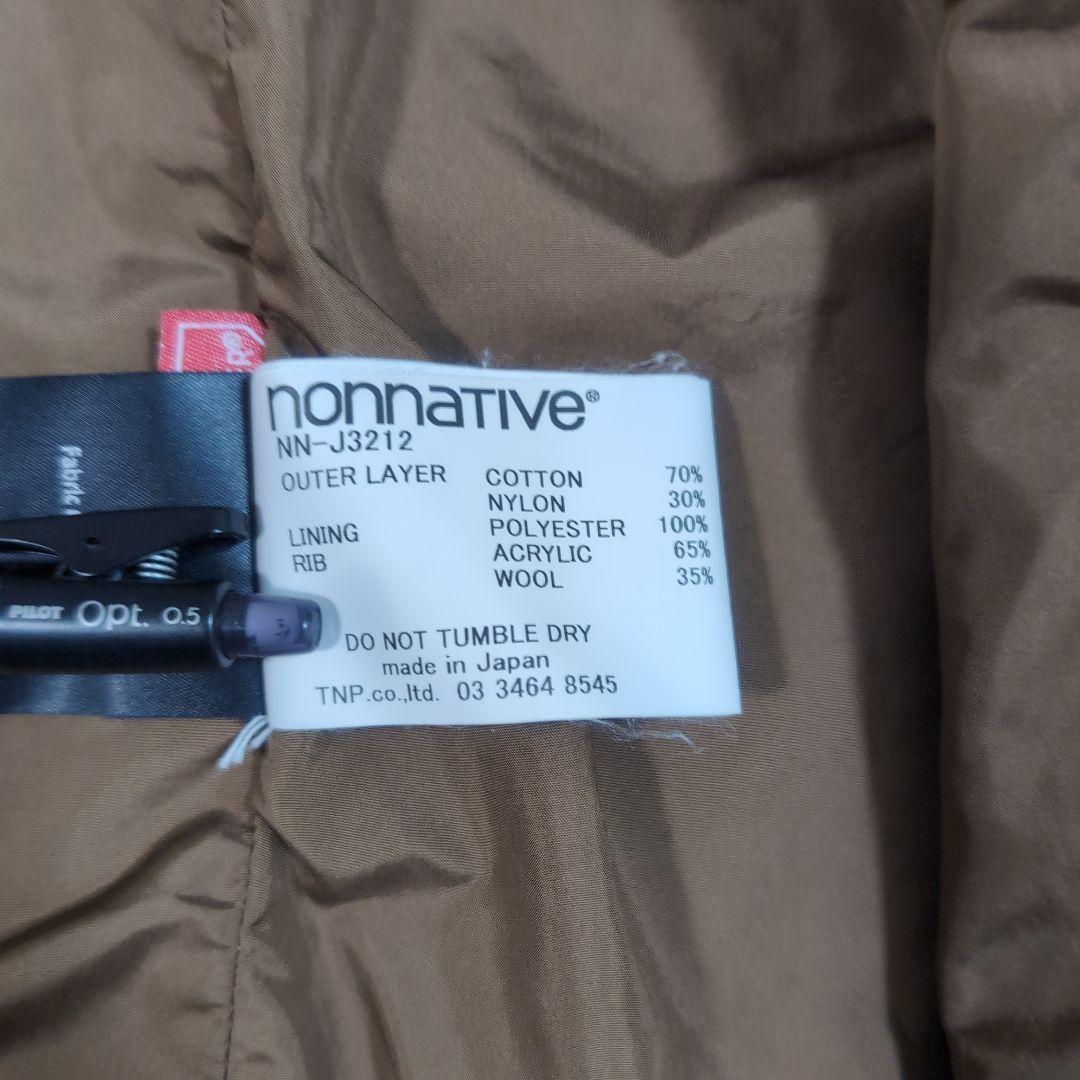 nonnative®
NN-J3212
OUTER LAYER COTTON 70%
NYLON 30%
LINING POLYESTER 100%
RIB ACRYLIC 65%
WOOL 35%
DO NOT TUMBLE DRY
made in Japan
TNP.co.,ltd. 03 3464 8545
Fabric
PILOT Opt. 0.5
R®